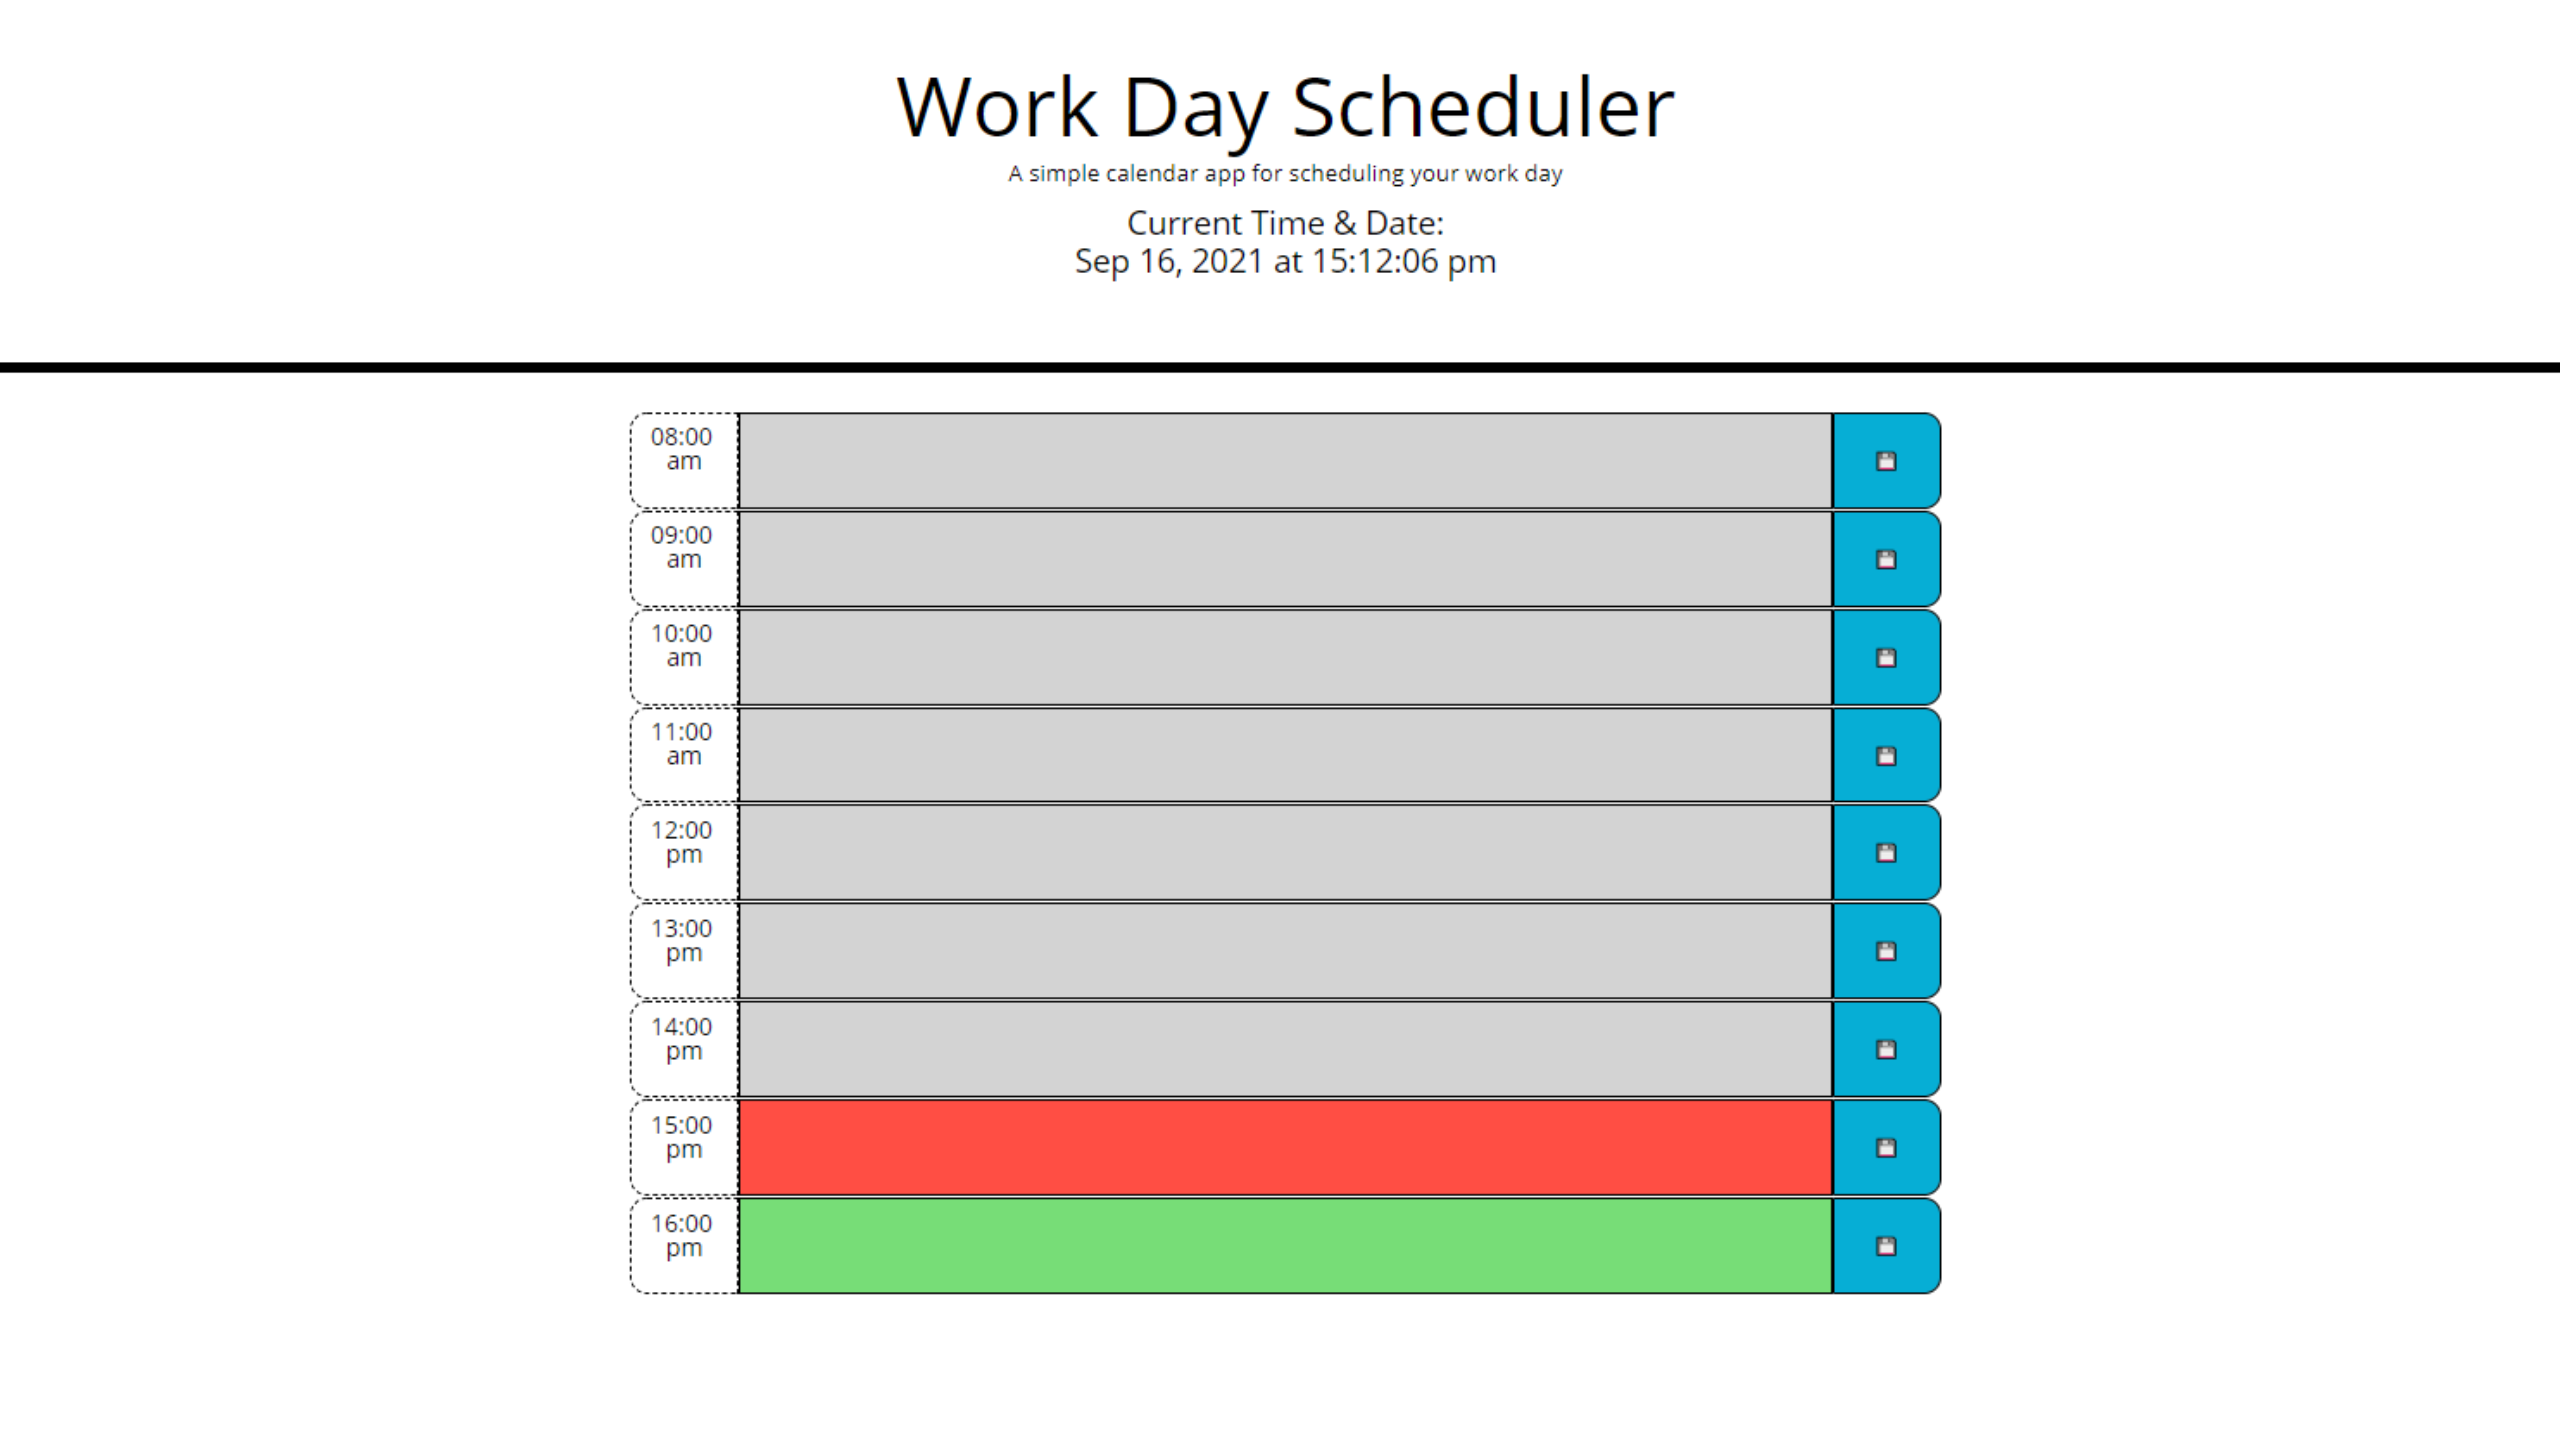 Work Day Scheduler
A simple calendar app for scheduling your work day
Current Time & Date:
Sep 16, 2021 at 15:12:06 pm
08:00
am
09:00
am
10:00
am
11:00
am
12:00
pm
13:00
pm
14:00
pm
15:00
pm
16:00
pm